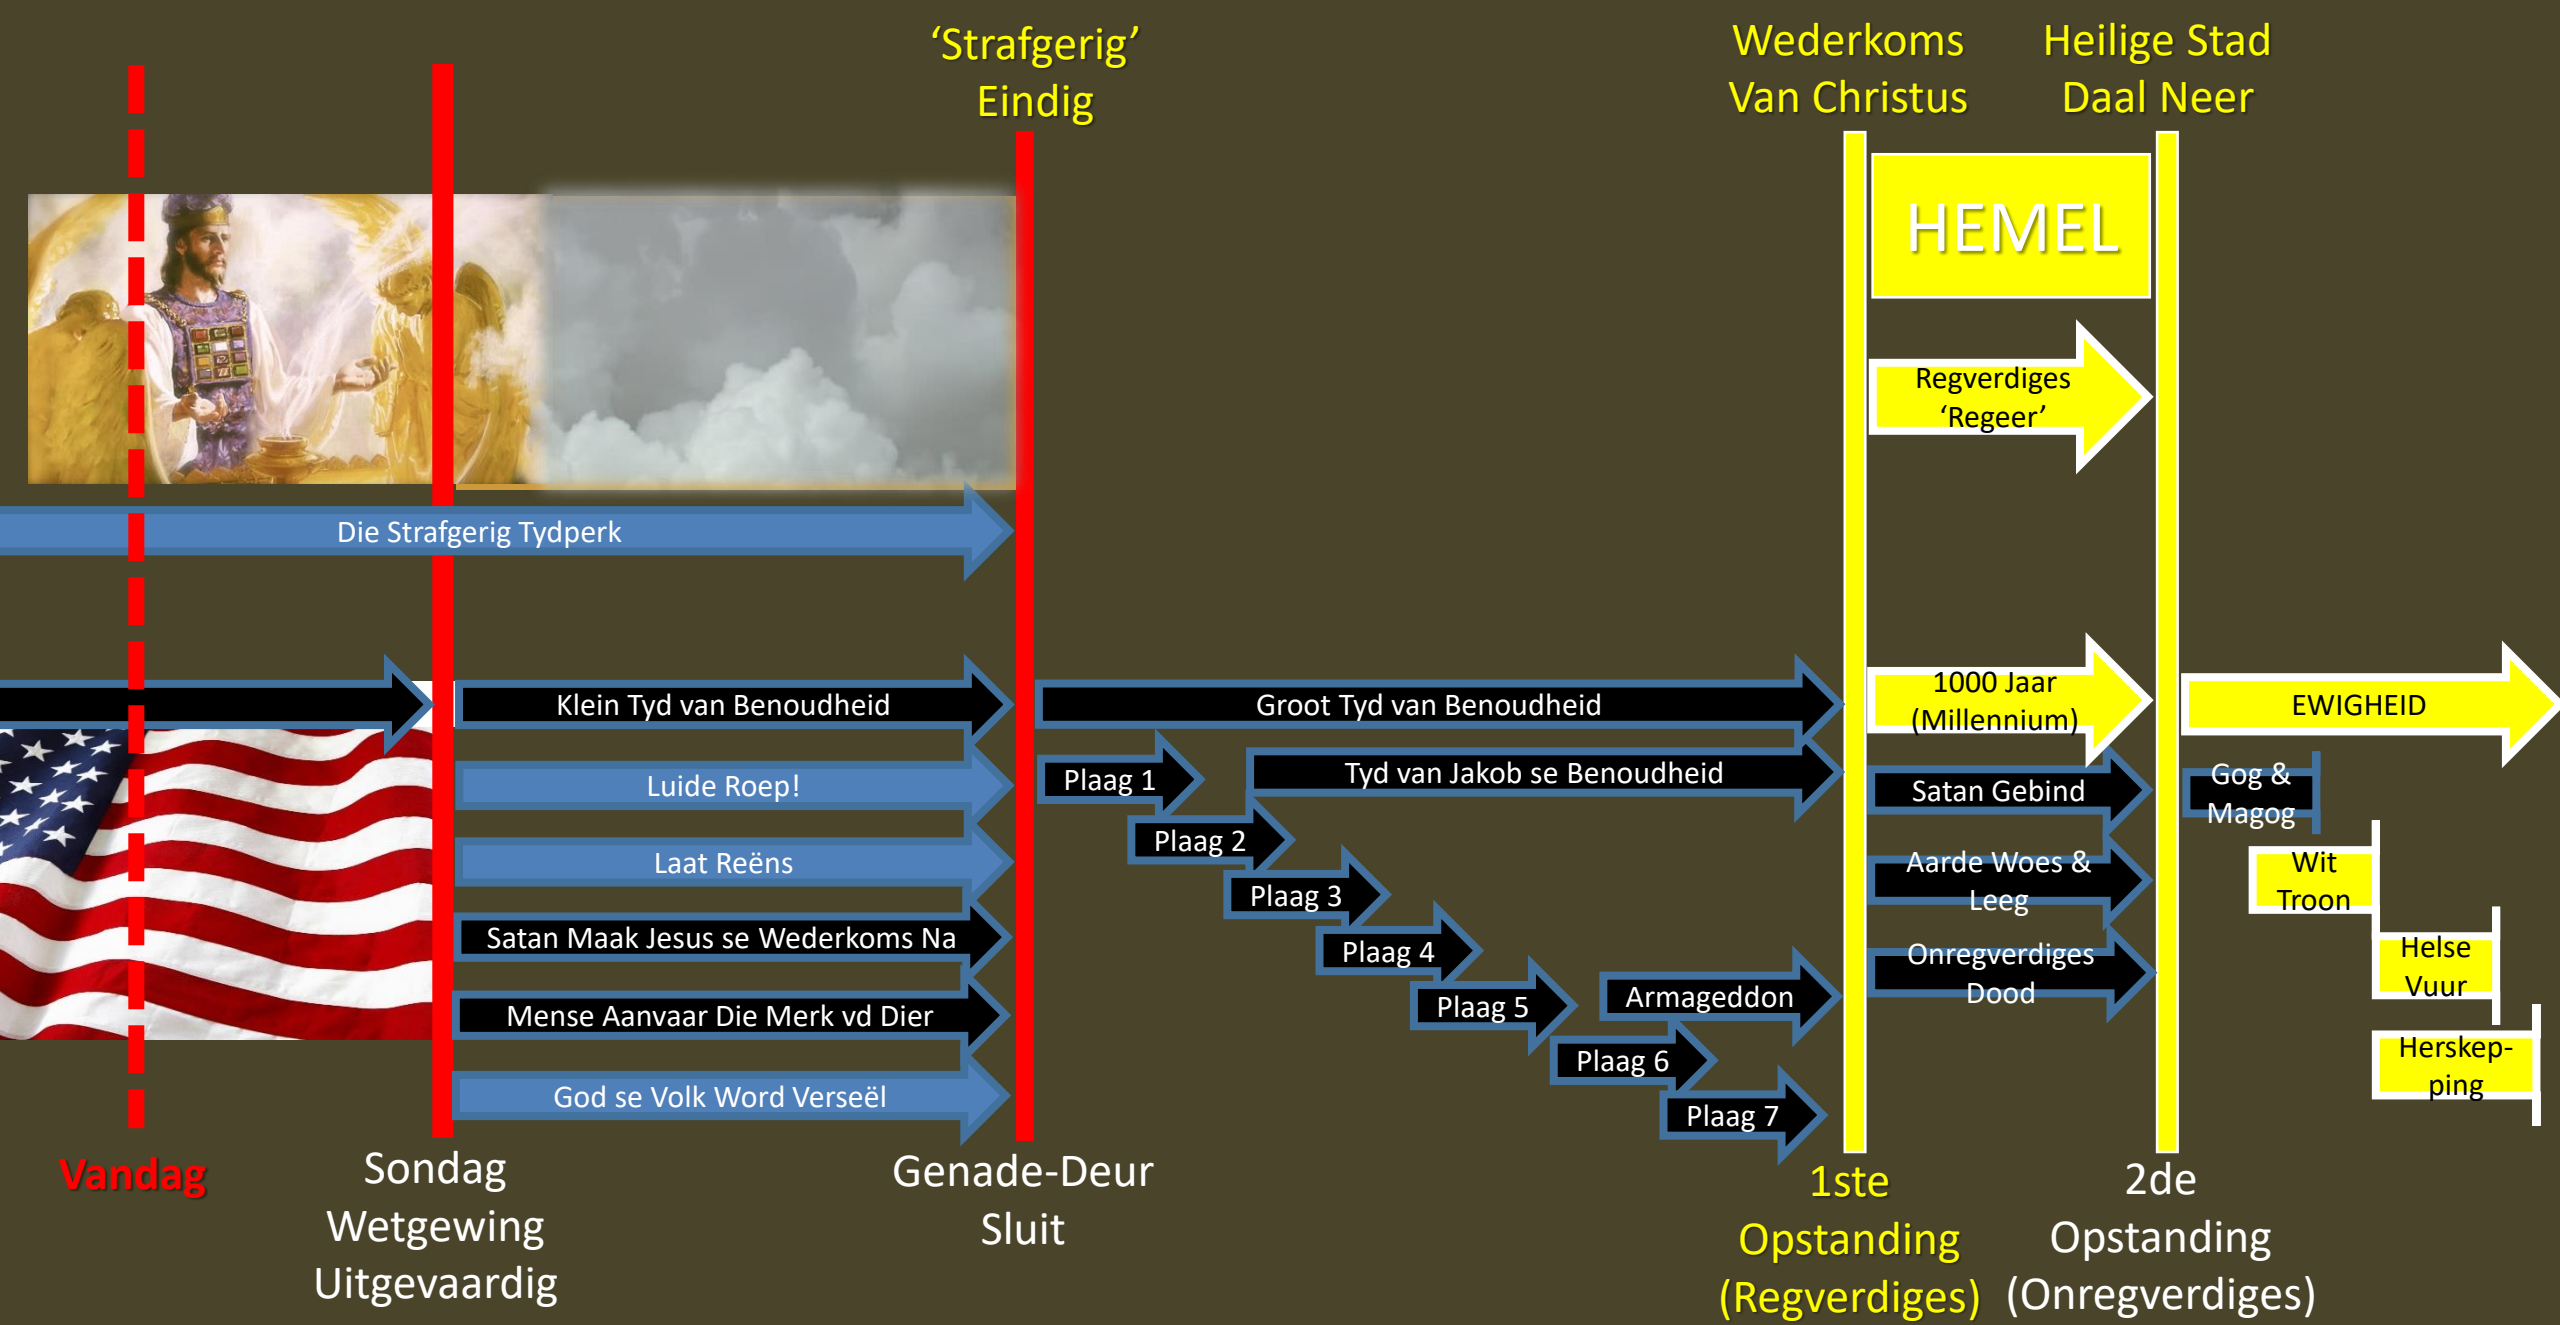 ‘Strafgerig’
Eindig
Wederkoms
Van Christus
Heilige Stad
Daal Neer
HEMEL
Regverdiges
‘Regeer’
Die Strafgerig Tydperk
Klein Tyd van Benoudheid
Groot Tyd van Benoudheid
1000 Jaar
(Millennium)
EWIGHEID
Luide Roep!
Plaag 1
Tyd van Jakob se Benoudheid
Satan Gebind
Gog &
Magog
Laat Reëns
Plaag 2
Plaag 3
Aarde Woes &
Leeg
Wit
Troon
Satan Maak Jesus se Wederkoms Na
Plaag 4
Onregverdiges
Dood
Helse
Vuur
Mense Aanvaar Die Merk vd Dier
Plaag 5
Armageddon
Plaag 6
Herskep-
ping
God se Volk Word Verseël
Plaag 7
Vandag
Sondag
Wetgewing
Uitgevaardig
Genade-Deur
Sluit
1ste
Opstanding
(Regverdiges)
2de
Opstanding
(Onregverdiges)